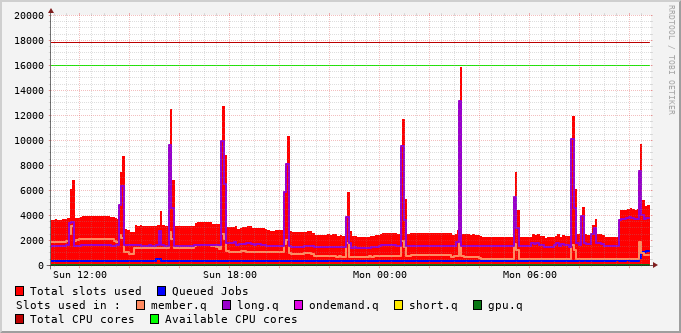 20000
18000
16000
14000
12000
10000
8000
6000
4000
2000
0
Sun 12:00 Sun 18:00 Mon 00:00 Mon 06:00
RRDTOOL / TOBI OETIKER
Total slots used Queued Jobs
Slots used in : member.q long.q ondemand.q short.q gpu.q
Total CPU cores Available CPU cores